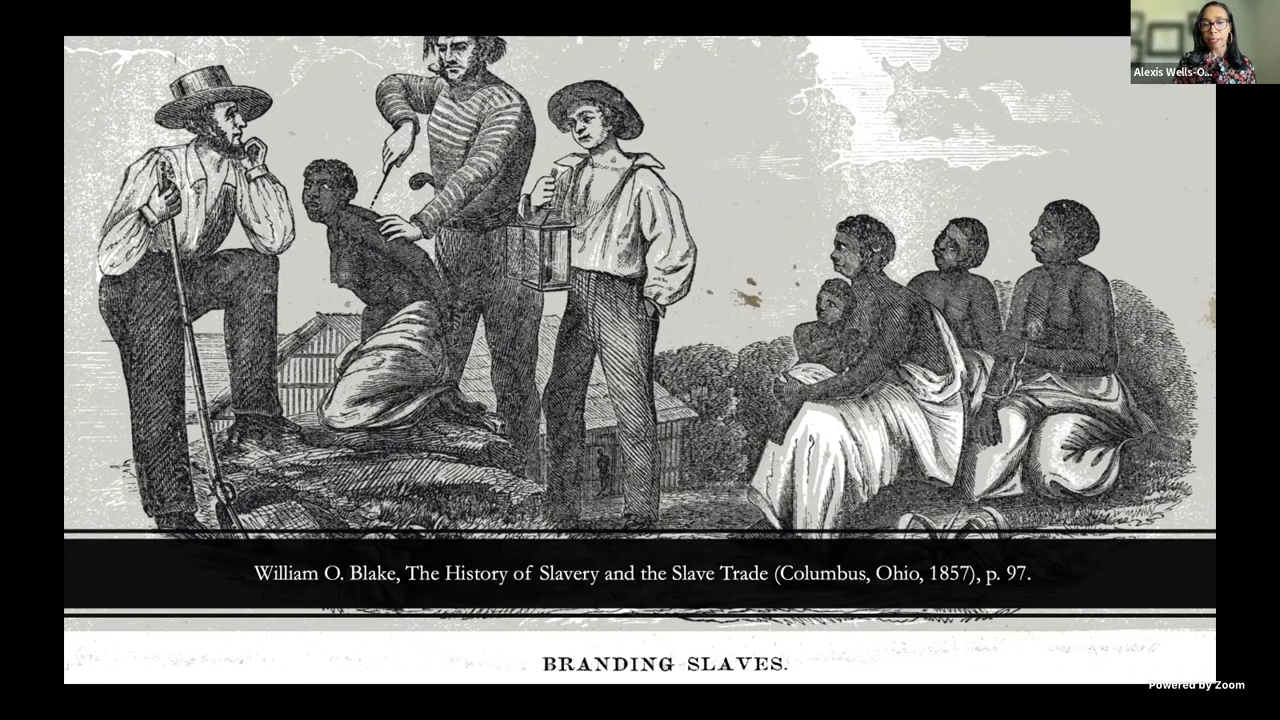 Alexis Wells-O...
William O. Blake, The History of Slavery and the Slave Trade (Columbus, Ohio, 1857), p. 97.
BRANDING SLAVES.
Powered by Zoom